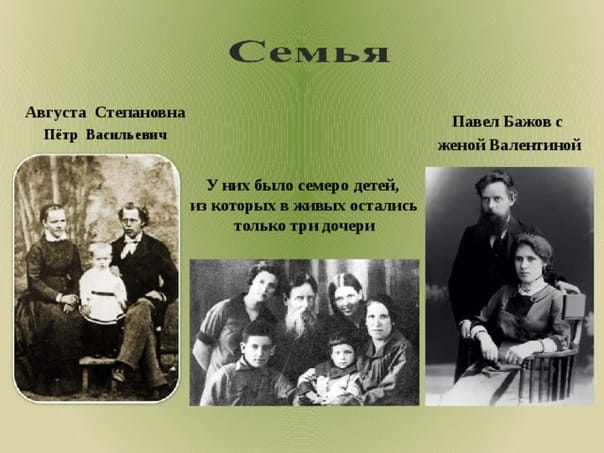 Семья
Августа Степановна
Пётр Васильевич
Павел Бажов с
женой Валентиной
У них было семеро детей,
из которых в живых остались
только три дочери